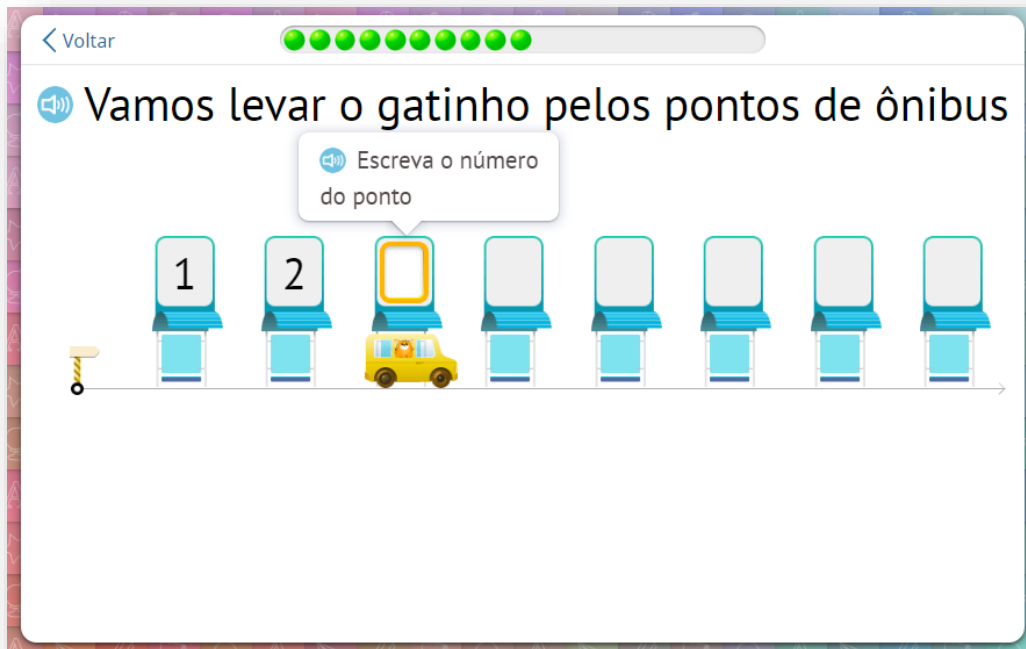 Voltar
Vamos levar o gatinho pelos pontos de ônibus
Escreva o número
do ponto
1 2